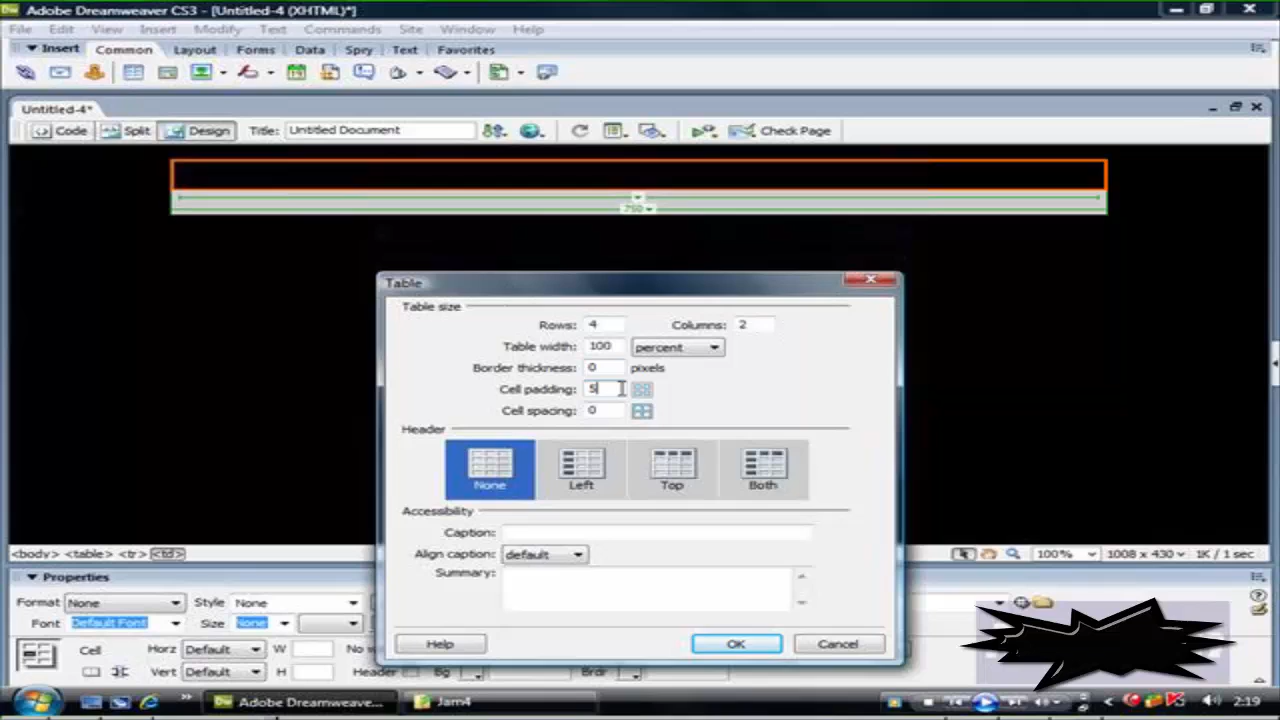 Adobe Dreamweaver CS3 - [Untitled-4 (XHTML)*]
File Edit View Insert Modify Text Commands Site Window Help
Insert Common Layout Forms Data Spry Text Favorites
Untitled-4*
Code Split Design Title: Untitled Document Check Page
750
Table
Table size
Rows: 4 Columns: 2
Table width: 100 percent
Border thickness: 0 pixels
Cell padding: 5
Cell spacing: 0
Header
None Left Top Both
Accessibility
Caption:
Align caption: default
Summary:
Help OK Cancel
<body> <table> <tr> <td> 100% 1008 x 430 1K / 1 sec
Properties
Format None Style None
Font Default Font Size None
Cell Horz Default W No w
Vert Default H Header Bg Brdr
Adobe Dreamweave... Jam4 2:19